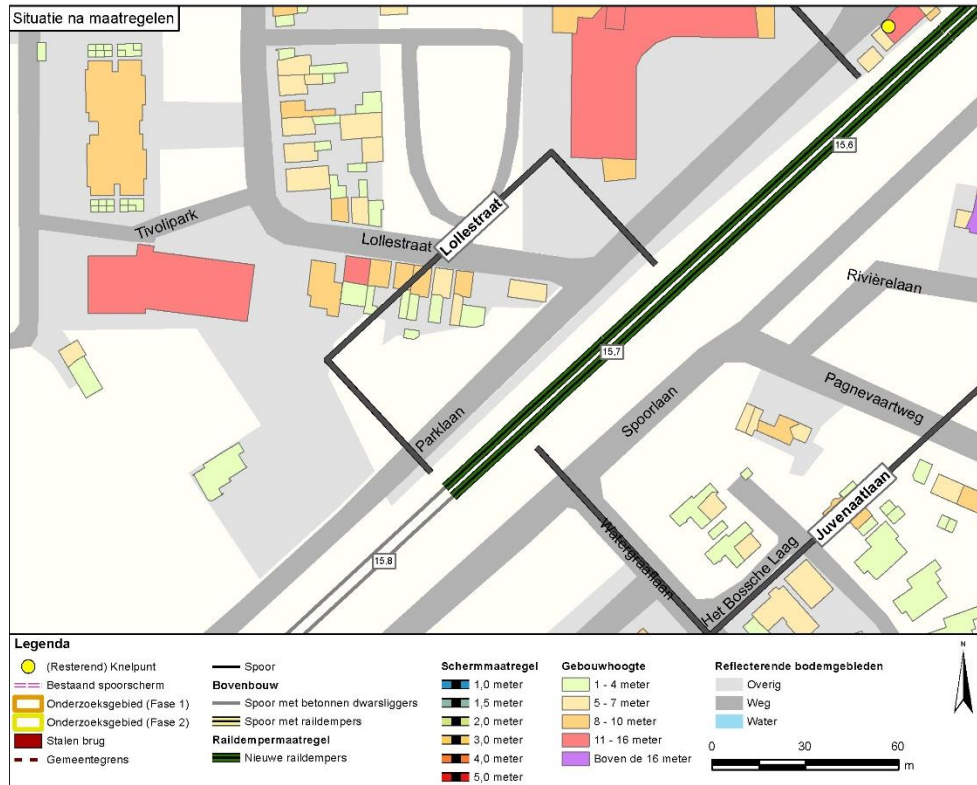 Situatie na maatregelen
15,6
Tivolipark
Lollestraat
Lollestraat
Rivièrelaan
15,7
Pagnevaartweg
Spoorlaan
Parklaan
Juvenaatlaan
15,8
Watergraaflaan
Het Bossche Laag
Legenda
(Resterend) Knelpunt
Bestaand spoorscherm
Onderzoeksgebied (Fase 1)
Onderzoeksgebied (Fase 2)
Stalen brug
Gemeentegrens
Spoor
Bovenbouw
Spoor met betonnen dwarsliggers
Spoor met raildempers
Raildempermaatregel
Nieuwe raildempers
Schermmaatregel
1,0 meter
1,5 meter
2,0 meter
3,0 meter
4,0 meter
5,0 meter
Gebouwhoogte
1 - 4 meter
5 - 7 meter
8 - 10 meter
11 - 16 meter
Boven de 16 meter
Reflecterende bodemgebieden
Overig
Weg
Water
0 30 60
m
N